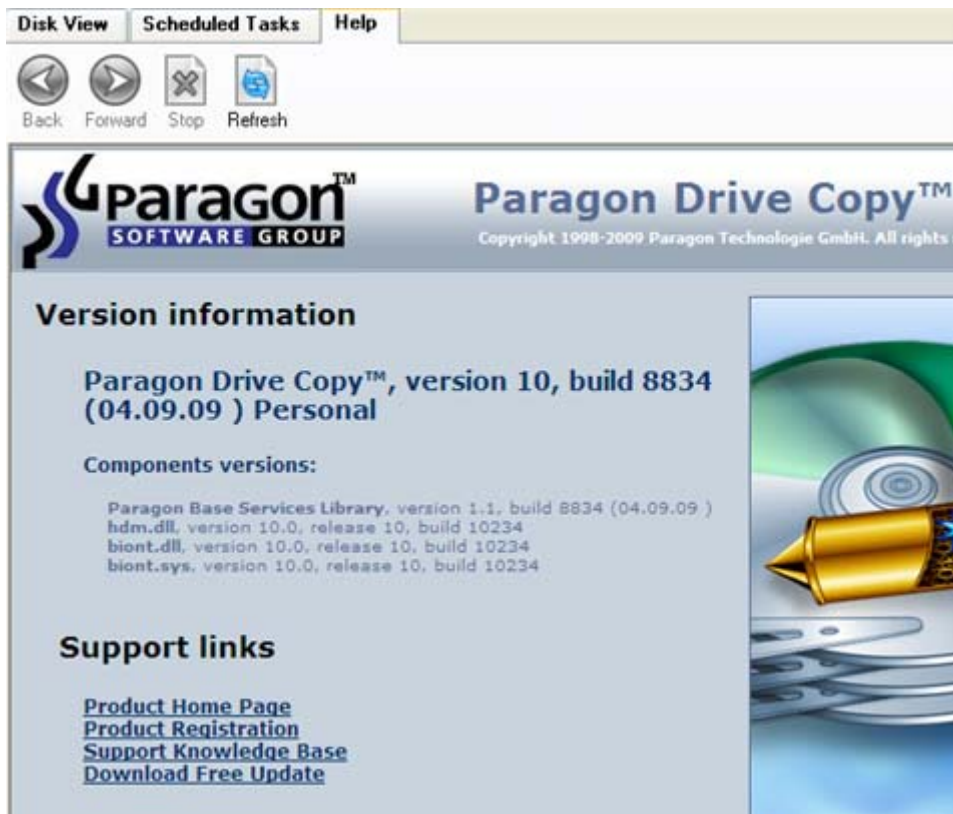 Disk View Scheduled Tasks Help
Back Forward Stop Refresh
Paragon™
SOFTWARE GROUP
Paragon Drive Copy™
Copyright 1998-2009 Paragon Technologie GmbH. All rights
Version information
Paragon Drive Copy™, version 10, build 8834
(04.09.09 ) Personal
Components versions:
Paragon Base Services Library, version 1.1, build 8834 (04.09.09 )
hdm.dll, version 10.0, release 10, build 10234
biont.dll, version 10.0, release 10, build 10234
biont.sys, version 10.0, release 10, build 10234
Support links
Product Home Page
Product Registration
Support Knowledge Base
Download Free Update